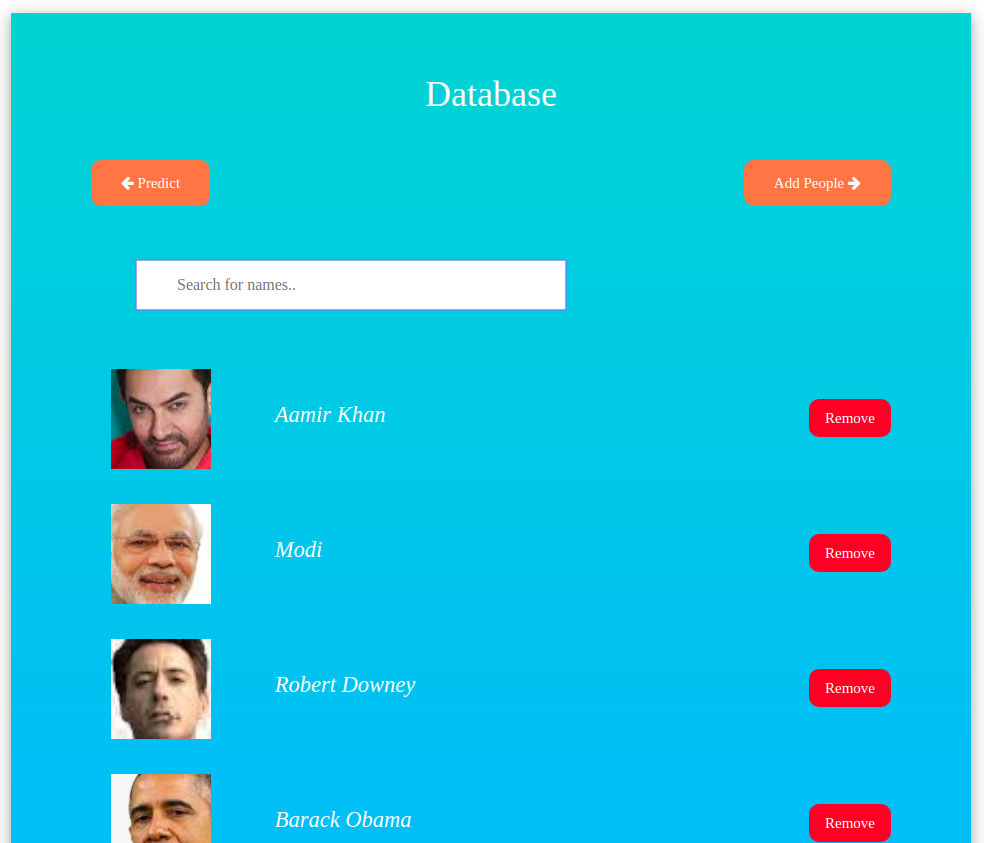 Database
Predict
Add People
Search for names..
Aamir Khan
Remove
Modi
Remove
Robert Downey
Remove
Barack Obama
Remove